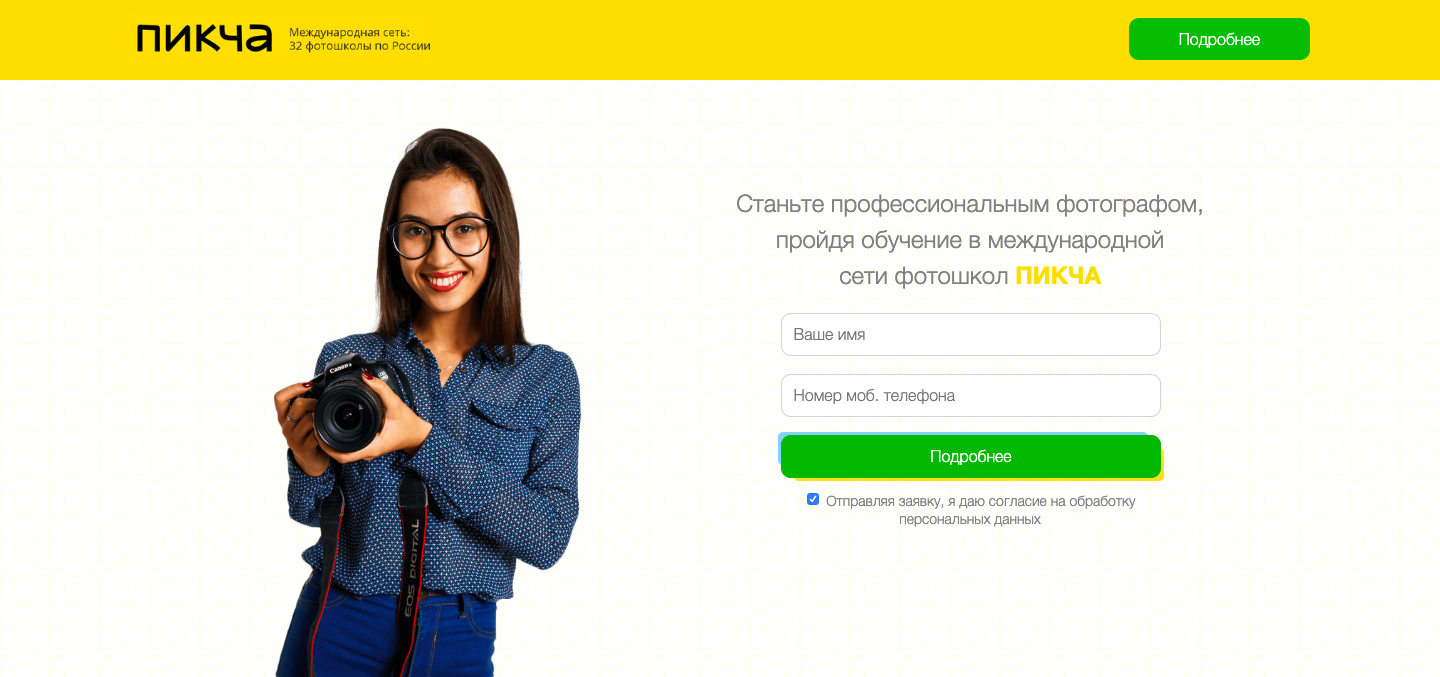 пикча
Международная сеть:
32 фотошколы по России
Подробнее
Станьте профессиональным фотографом,
пройдя обучение в международной
сети фотошкол ПИКЧА
Ваше имя
Номер моб. телефона
Подробнее
Отправляя заявку, я даю согласие на обработку
персональных данных
Canon
EOS DIGITAL